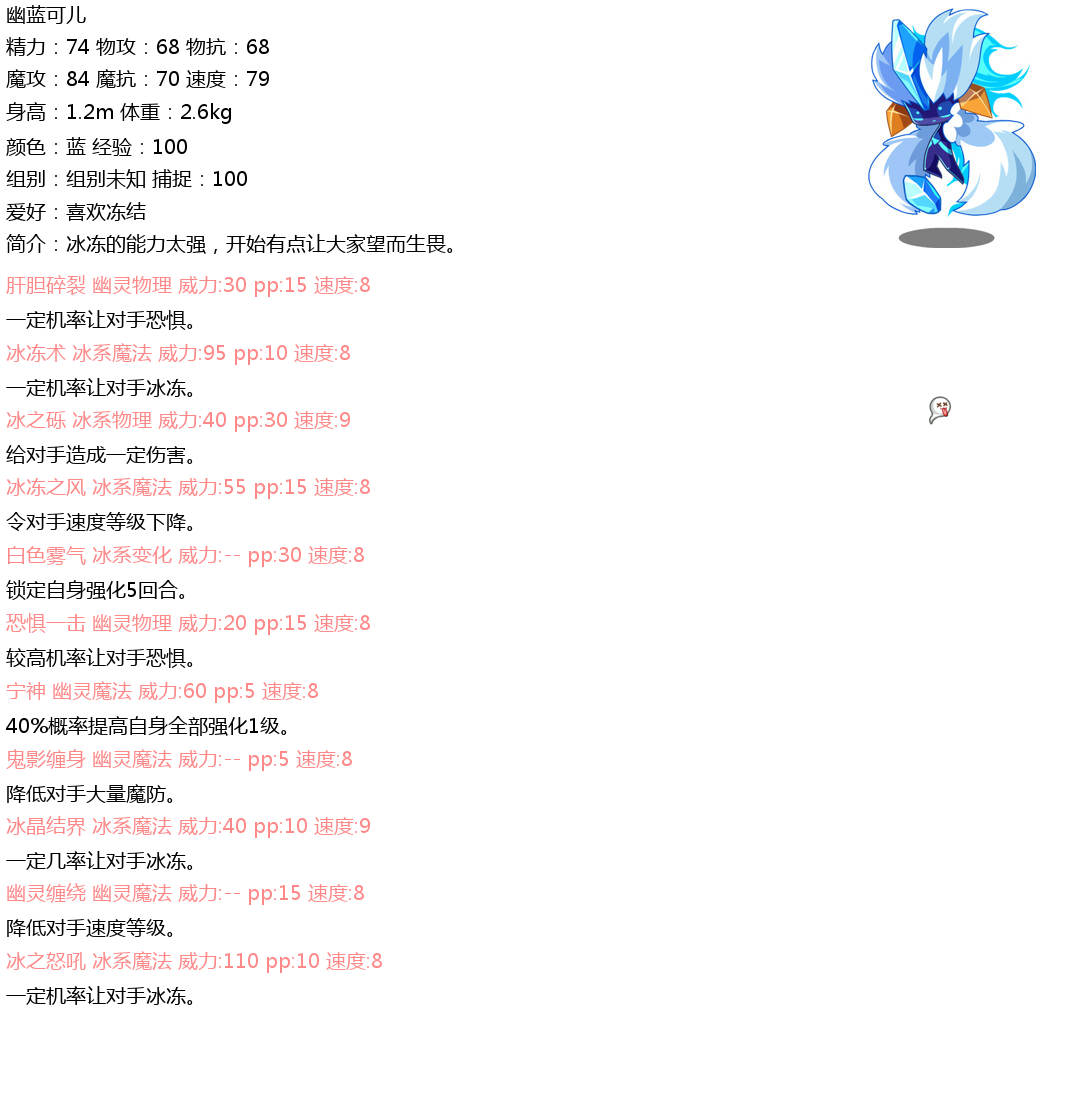 幽蓝可儿
精力：74 物攻：68 物抗：68
魔攻：84 魔抗：70 速度：79
身高：1.2m 体重：2.6kg
颜色：蓝 经验：100
组别：组别未知 捕捉：100
爱好：喜欢冻结
简介：冰冻的能力太强，开始有点让大家望而生畏。
肝胆碎裂 幽灵物理 威力:30 pp:15 速度:8
一定机率让对手恐惧。
冰冻术 冰系魔法 威力:95 pp:10 速度:8
一定机率让对手冰冻。
冰之砾 冰系物理 威力:40 pp:30 速度:9
给对手造成一定伤害。
冰冻之风 冰系魔法 威力:55 pp:15 速度:8
令对手速度等级下降。
白色雾气 冰系变化 威力:-- pp:30 速度:8
锁定自身强化5回合。
恐惧一击 幽灵物理 威力:20 pp:15 速度:8
较高机率让对手恐惧。
宁神 幽灵魔法 威力:60 pp:5 速度:8
40%概率提高自身全部强化1级。
鬼影缠身 幽灵魔法 威力:-- pp:5 速度:8
降低对手大量魔防。
冰晶结界 冰系魔法 威力:40 pp:10 速度:9
一定几率让对手冰冻。
幽灵缠绕 幽灵魔法 威力:-- pp:15 速度:8
降低对手速度等级。
冰之怒吼 冰系魔法 威力:110 pp:10 速度:8
一定机率让对手冰冻。